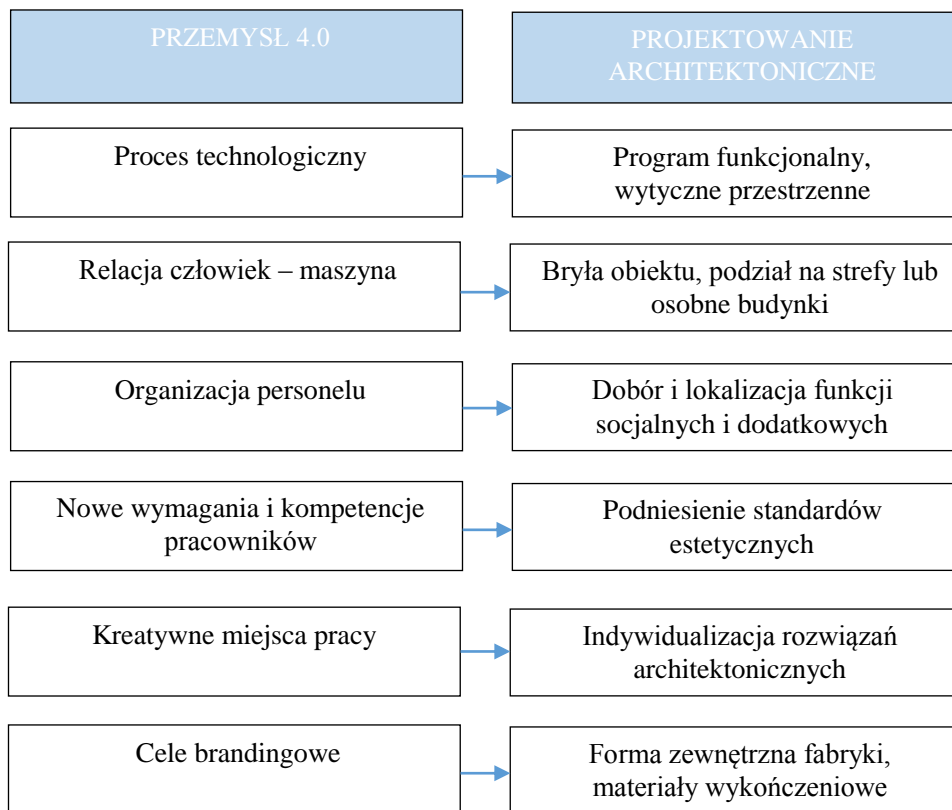 PRZEMYSŁ 4.0
PROJEKTOWANIE
ARCHITEKTONICZNE
Proces technologiczny
Program funkcjonalny,
wytyczne przestrzenne
Relacja człowiek – maszyna
Bryła obiektu, podział na strefy lub
osobne budynki
Organizacja personelu
Dobór i lokalizacja funkcji
socjalnych i dodatkowych
Nowe wymagania i kompetencje
pracowników
Podniesienie standardów
estetycznych
Kreatywne miejsca pracy
Indywidualizacja rozwiązań
architektonicznych
Cele brandingowe
Forma zewnętrzna fabryki,
materiały wykończeniowe